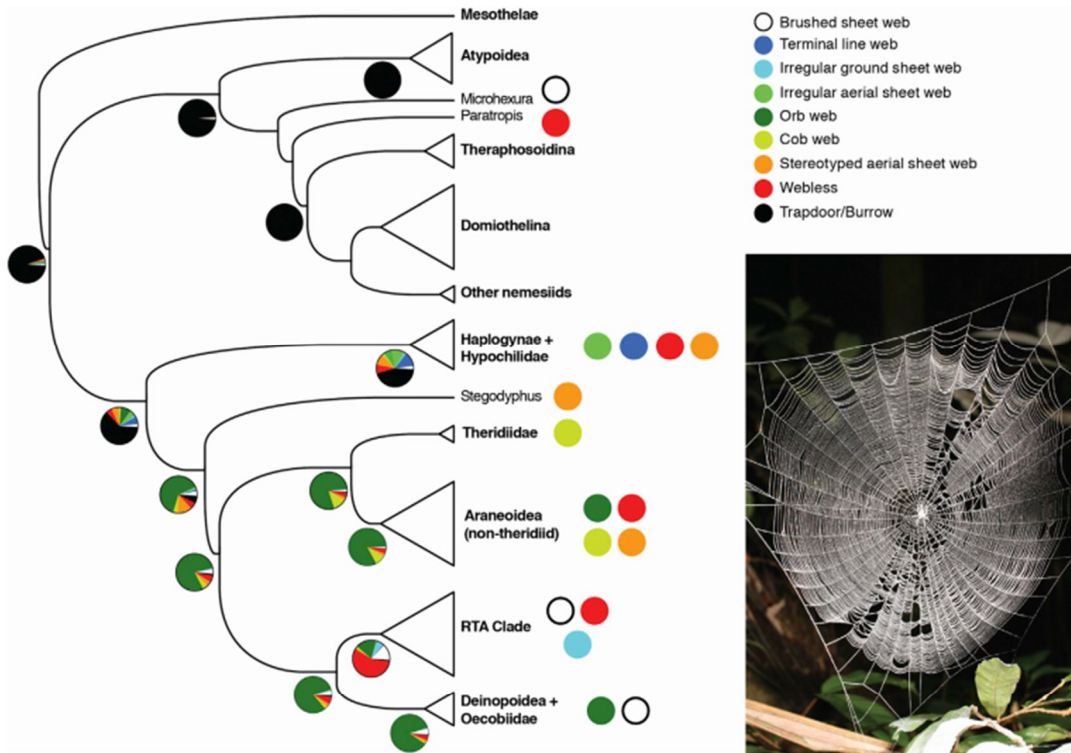 Mesothelae
Atypoidea
Microhexura
Paratropis
Theraphosoidina
Domiothelina
Other nemesiids
Haplogynae +
Hypochilidae
Stegodyphus
Theridiidae
Araneoidea
(non-theridiid)
RTA Clade
Deinopoidea +
Oecobiidae
Brushed sheet web
Terminal line web
Irregular ground sheet web
Irregular aerial sheet web
Orb web
Cob web
Stereotyped aerial sheet web
Webless
Trapdoor/Burrow